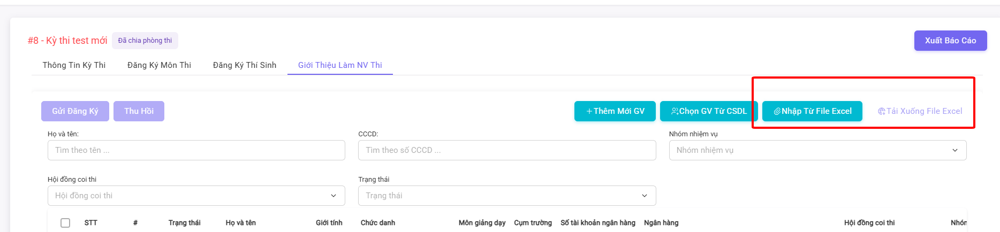 #8 - Kỳ thi test mới Đã chia phòng thi Xuất Báo Cáo
Thông Tin Kỳ Thi Đăng Ký Môn Thi Đăng Ký Thí Sinh Giới Thiệu Làm NV Thi
Gửi Đăng Ký Thu Hồi +Thêm Mới GV Chọn GV Từ CSDL Nhập Từ File Excel Tải Xuống File Excel
Họ và tên: CCCD: Nhóm nhiệm vụ
Tìm theo tên ... Tìm theo số CCCD ... Nhóm nhiệm vụ
Hội đồng coi thi Trạng thái
Hội đồng coi thi Trạng thái
STT # Trạng thái Họ và tên Giới tính Chức danh Môn giảng dạy Cụm trường Số tài khoản ngân hàng Ngân hàng Hội đồng coi thi Nhóm